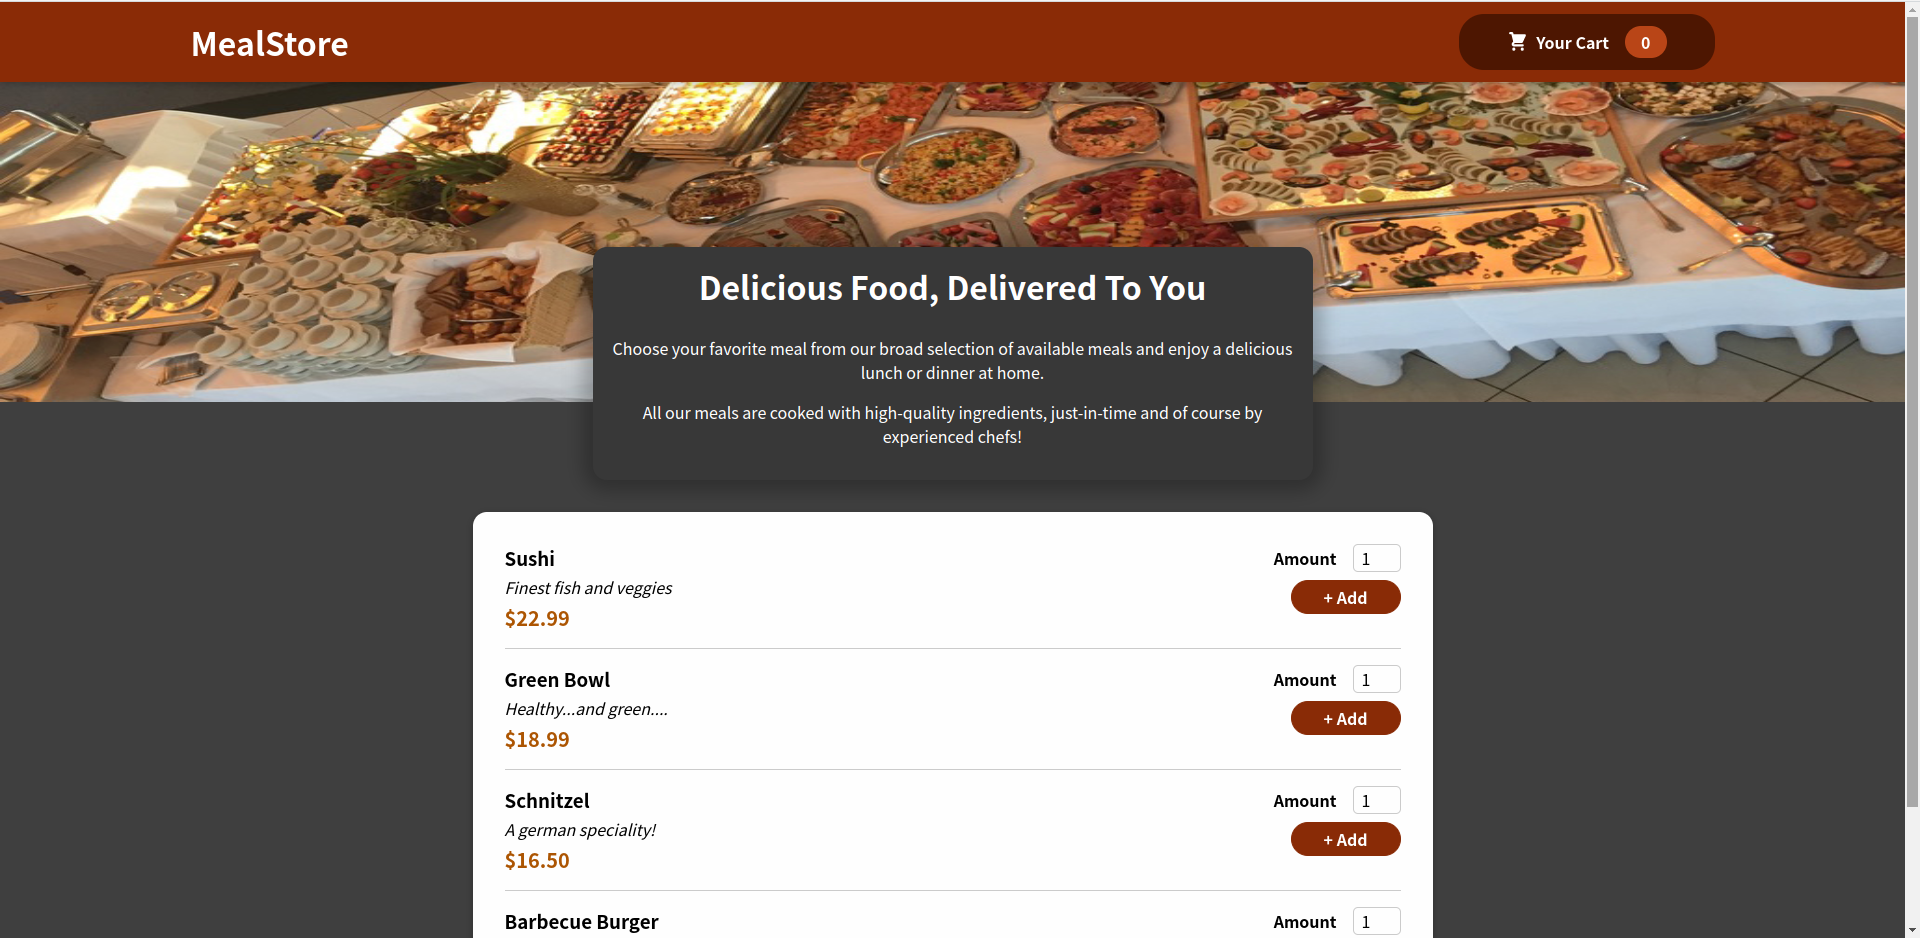 MealStore
Your Cart 0
Delicious Food, Delivered To You
Choose your favorite meal from our broad selection of available meals and enjoy a delicious
lunch or dinner at home.
All our meals are cooked with high-quality ingredients, just-in-time and of course by
experienced chefs!
Sushi
Finest fish and veggies
$22.99
Amount 1
+ Add
Green Bowl
Healthy...and green....
$18.99
Amount 1
+ Add
Schnitzel
A german speciality!
$16.50
Amount 1
+ Add
Barbecue Burger
Amount 1